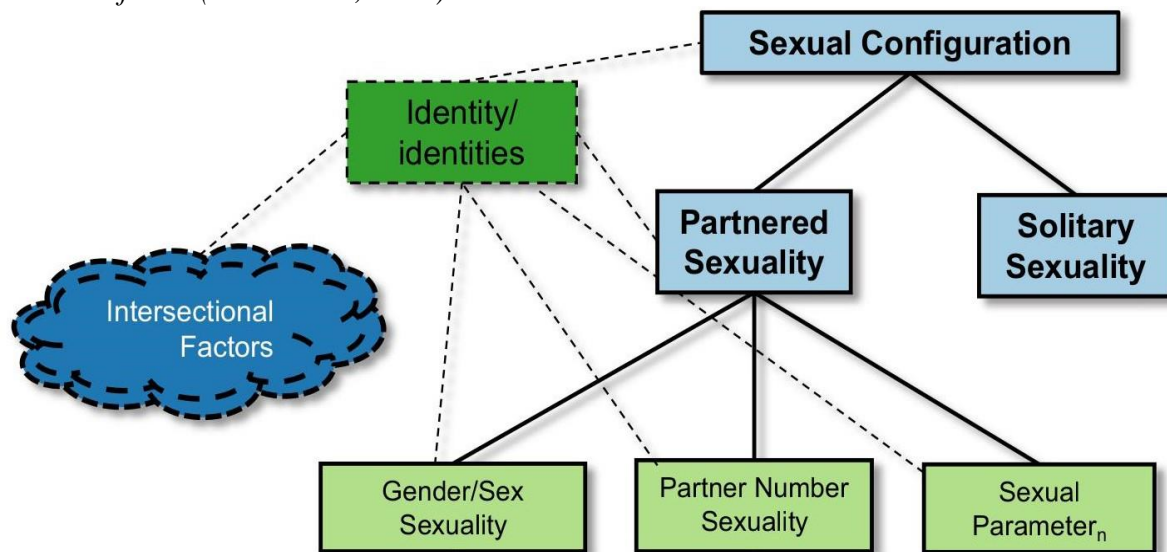 Sexual Configuration
Identity/
identities
Partnered
Sexuality
Solitary
Sexuality
Intersectional
Factors
Gender/Sex
Sexuality
Partner Number
Sexuality
Sexual
Parameterₙ